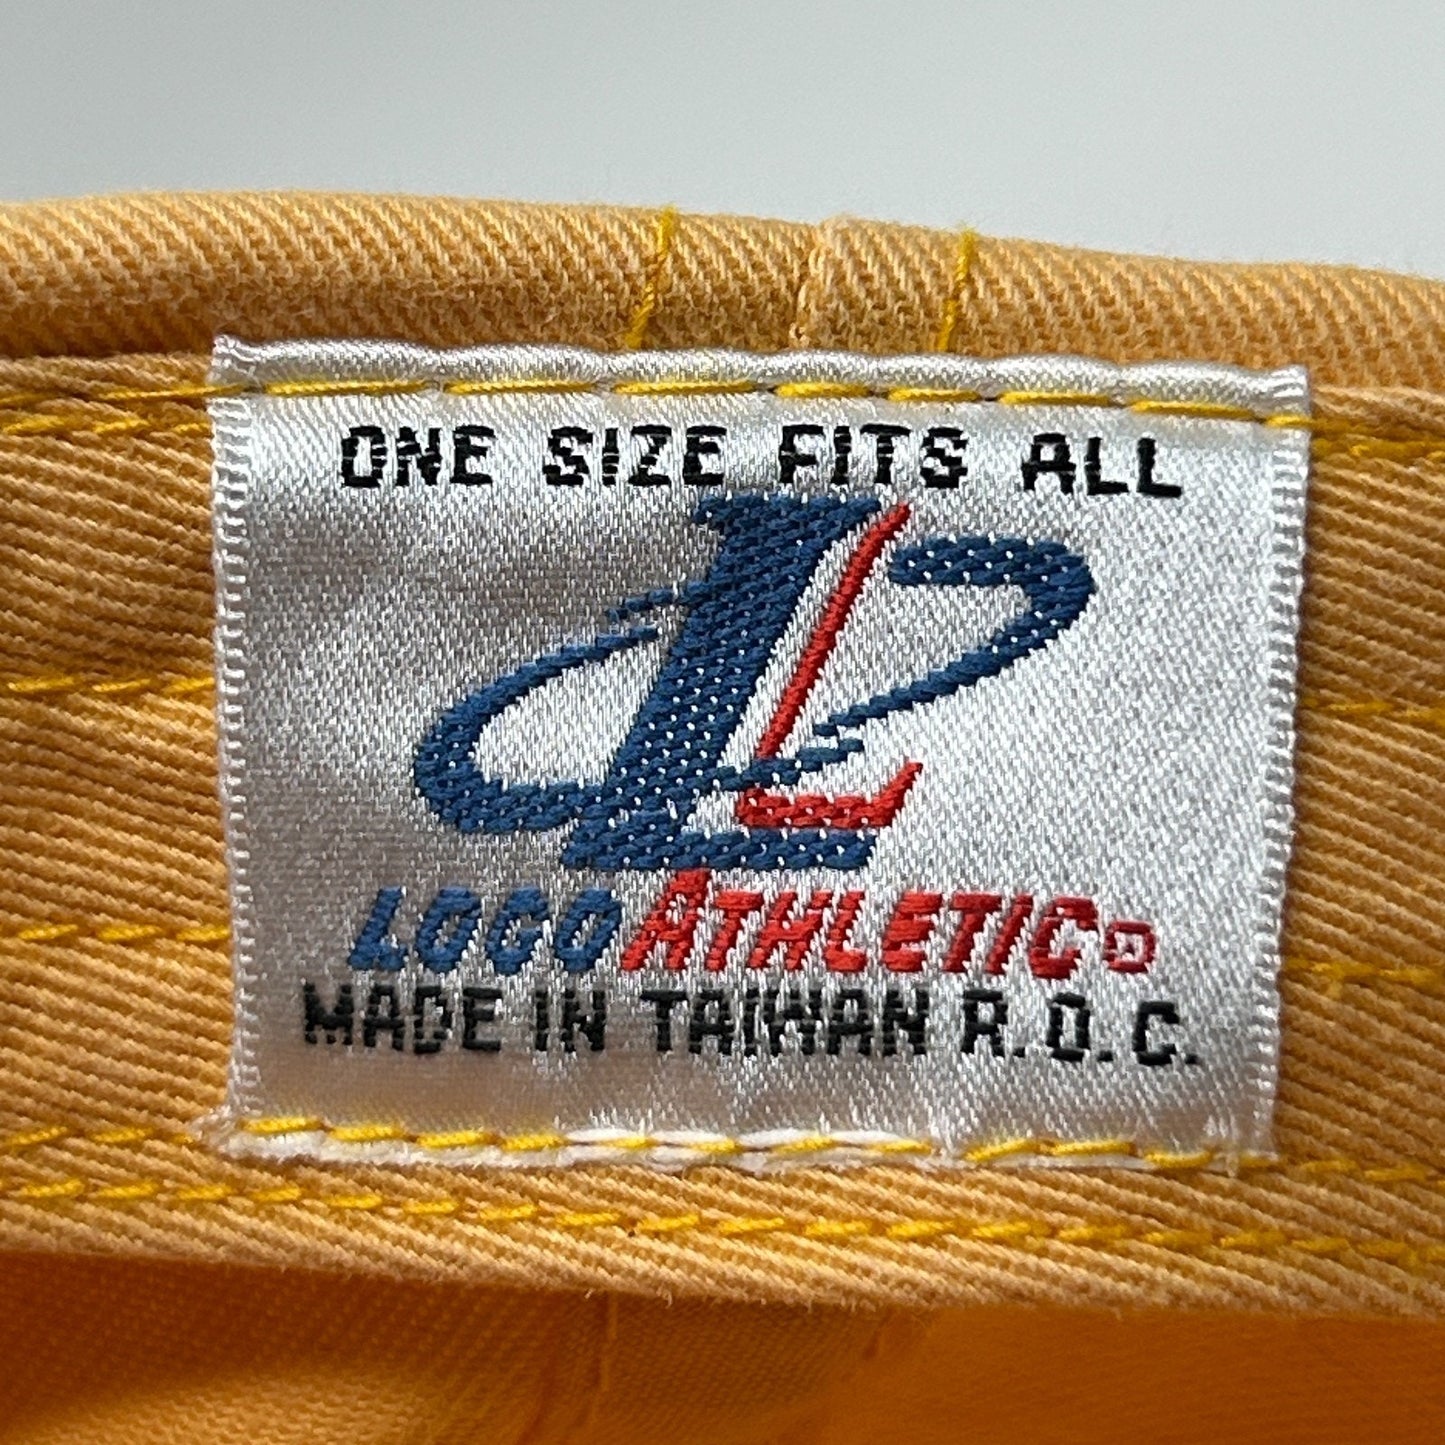 ONE SIZE FITS ALL
LOGO ATHLETIC®
MADE IN TAIWAN R.O.C.